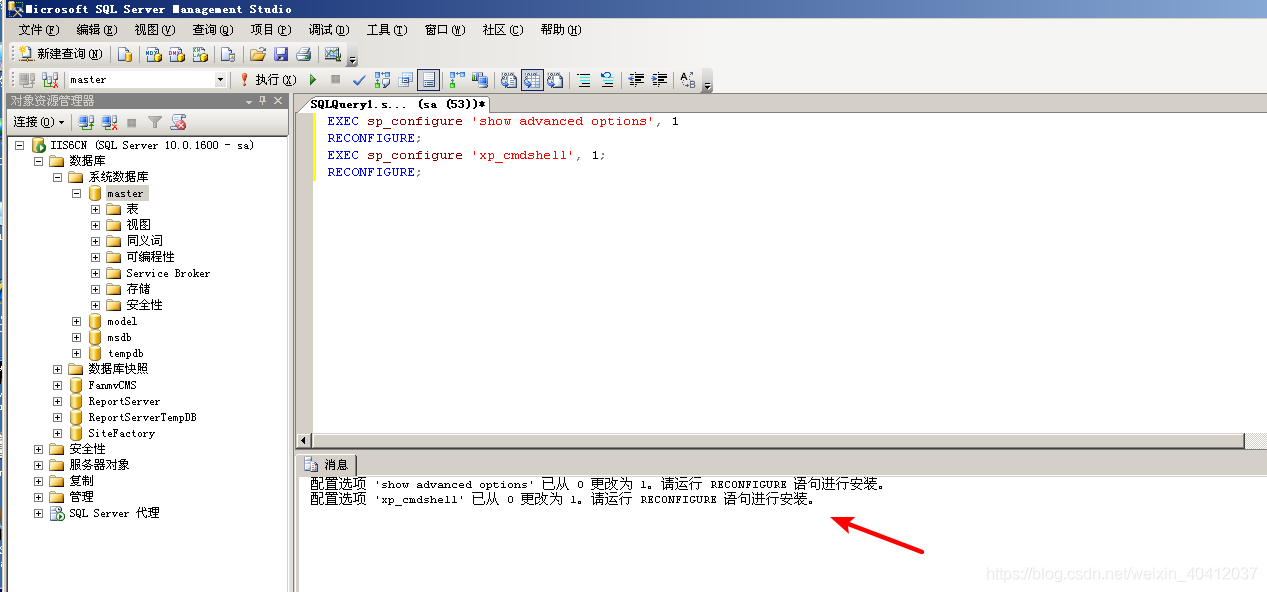 Microsoft SQL Server Management Studio
文件(F) 编辑(E) 视图(V) 查询(Q) 项目(P) 调试(D) 工具(T) 窗口(W) 社区(C) 帮助(H)
新建查询(N)
master 执行(X)
对象资源管理器
连接(O)
IIS6CN (SQL Server 10.0.1600 - sa)
数据库
系统数据库
master
表
视图
同义词
可编程性
Service Broker
存储
安全性
model
msdb
tempdb
数据库快照
FanmvCMS
ReportServer
ReportServerTempDB
SiteFactory
安全性
服务器对象
复制
管理
SQL Server 代理
SQLQuery1.s... (sa (53))*
EXEC sp_configure 'show advanced options', 1
RECONFIGURE;
EXEC sp_configure 'xp_cmdshell', 1;
RECONFIGURE;
消息
配置选项 'show advanced options' 已从 0 更改为 1。请运行 RECONFIGURE 语句进行安装。
配置选项 'xp_cmdshell' 已从 0 更改为 1。请运行 RECONFIGURE 语句进行安装。
https://blog.csdn.net/weixin_40412037